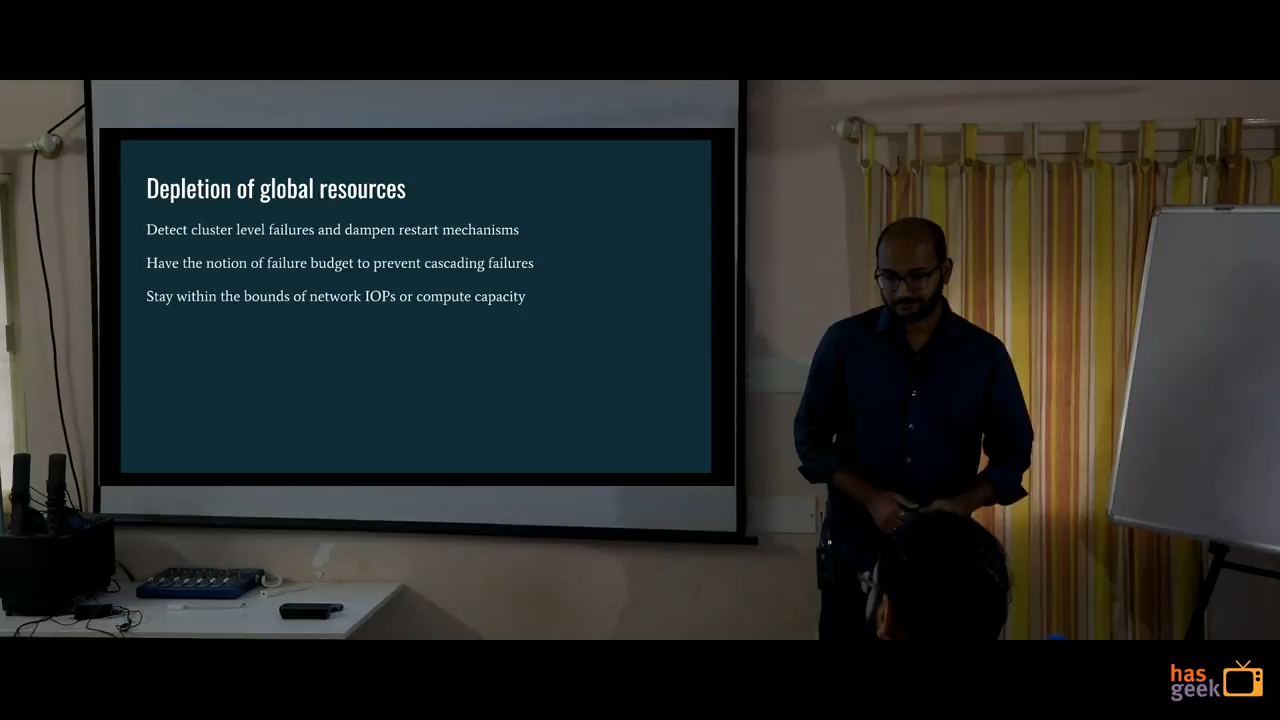 Depletion of global resources
Detect cluster level failures and dampen restart mechanisms
Have the notion of failure budget to prevent cascading failures
Stay within the bounds of network IOPs or compute capacity
has
geek